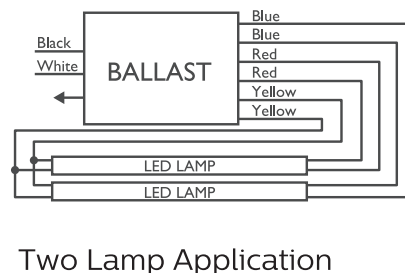 Blue
Blue
Black
Red
White
BALLAST
Red
Yellow
Yellow
LED LAMP
LED LAMP
Two Lamp Application